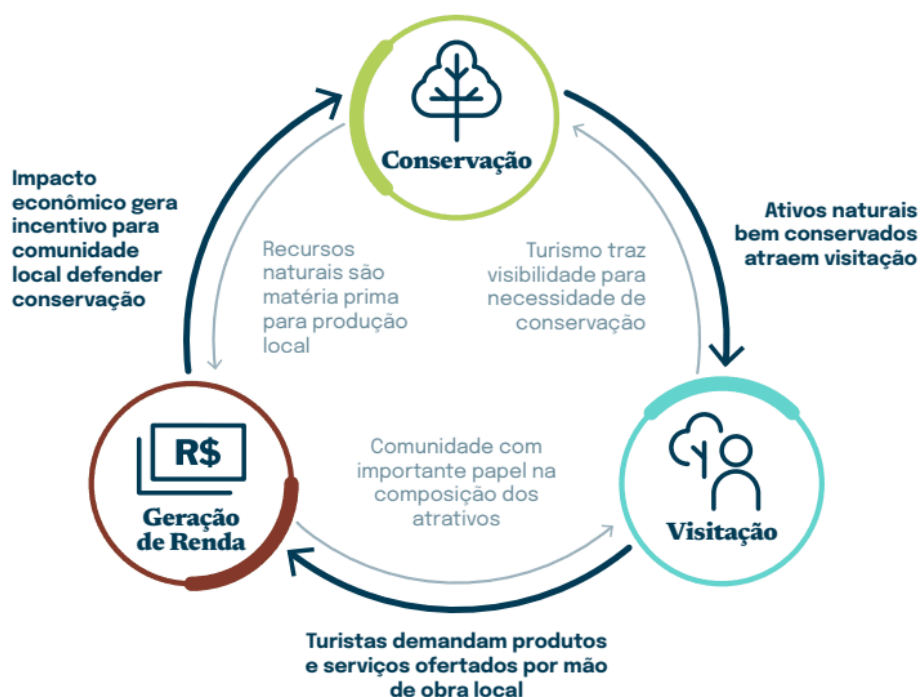 Conservação
Impacto
econômico gera
incentivo para
comunidade
local defender
conservação
Recursos
naturais são
matéria prima
para produção
local
Turismo traz
visibilidade para
necessidade de
conservação
Ativos naturais
bem conservados
atraem visitação
R$
Geração
de Renda
Comunidade com
importante papel na
composição dos
atrativos
Visitação
Turistas demandam produtos
e serviços ofertados por mão
de obra local